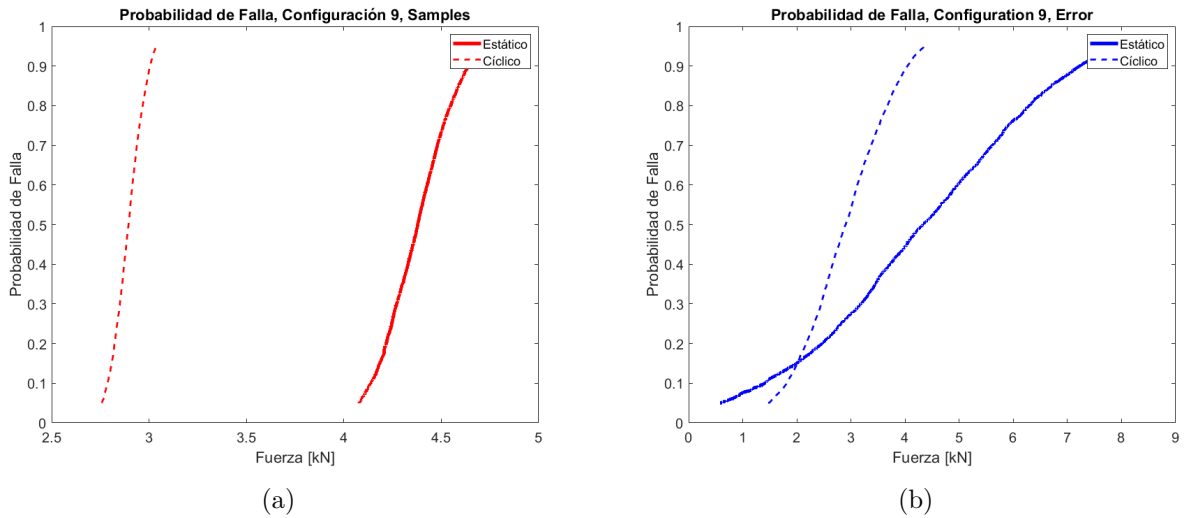 Probabilidad de Falla, Configuración 9, Samples
1
0.9
0.8
0.7
0.6
0.5
0.4
0.3
0.2
0.1
0
Probabilidad de Falla
Estático
Cíclico
2.5 3 3.5 4 4.5 5
Fuerza [kN]
(a)
Probabilidad de Falla, Configuration 9, Error
1
0.9
0.8
0.7
0.6
0.5
0.4
0.3
0.2
0.1
0
Probabilidad de Falla
Estático
Cíclico
0 1 2 3 4 5 6 7 8 9
Fuerza [kN]
(b)